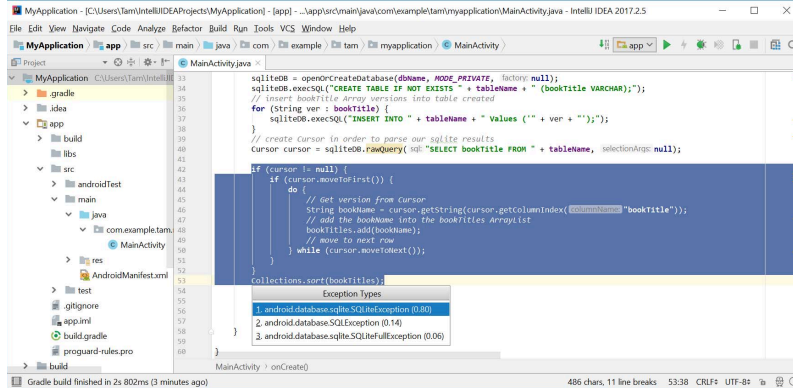 MyApplication - [C:\Users\Tam\IntelliJIDEAProjects\MyApplication] - [app] - ...\app\src\main\java\com\example\tam\myapplication\MainActivity.java - IntelliJ IDEA 2017.2.5
File Edit View Navigate Code Analyze Refactor Build Run Tools VCS Window Help
MyApplication app src main java com example tam myapplication MainActivity app
Project MainActivity.java
MyApplication C:\Users\Tam\IntelliJID
.gradle
.idea
app
build
libs
src
androidTest
main
java
com.example.tam.
MainActivity
res
AndroidManifest.xml
test
.gitignore
app.iml
build.gradle
proguard-rules.pro
build
33 sqliteDB = openOrCreateDatabase(dbName, MODE_PRIVATE, factory: null);
34 sqliteDB.execSQL("CREATE TABLE IF NOT EXISTS " + tableName + " (bookTitle VARCHAR);");
35 // insert bookTitle Array versions into table created
36 for (String ver : bookTitle) {
37 sqliteDB.execSQL("INSERT INTO " + tableName + " Values ('" + ver + "');");
38 }
39 // create Cursor in order to parse our sqlite results
40 Cursor cursor = sqliteDB.rawQuery( sql: "SELECT bookTitle FROM " + tableName, selectionArgs: null);
41
42 if (cursor != null) {
43 if (cursor.moveToFirst()) {
44 do {
45 // Get version from Cursor
46 String bookName = cursor.getString(cursor.getColumnIndex( columnName: "bookTitle"));
47 // add the bookName into the bookTitles ArrayList
48 bookTitles.add(bookName);
49 // move to next row
50 } while (cursor.moveToNext());
51 }
52 }
53 Collections.sort(bookTitles);
54
55
56
57
58 }
59
60 }
Exception Types
1. android.database.sqlite.SQLiteException (0.80)
2. android.database.SQLException (0.14)
3. android.database.sqlite.SQLiteFullException (0.06)
MainActivity › onCreate()
Gradle build finished in 2s 802ms (3 minutes ago) 486 chars, 11 line breaks 53:38 CRLF÷ UTF-8÷